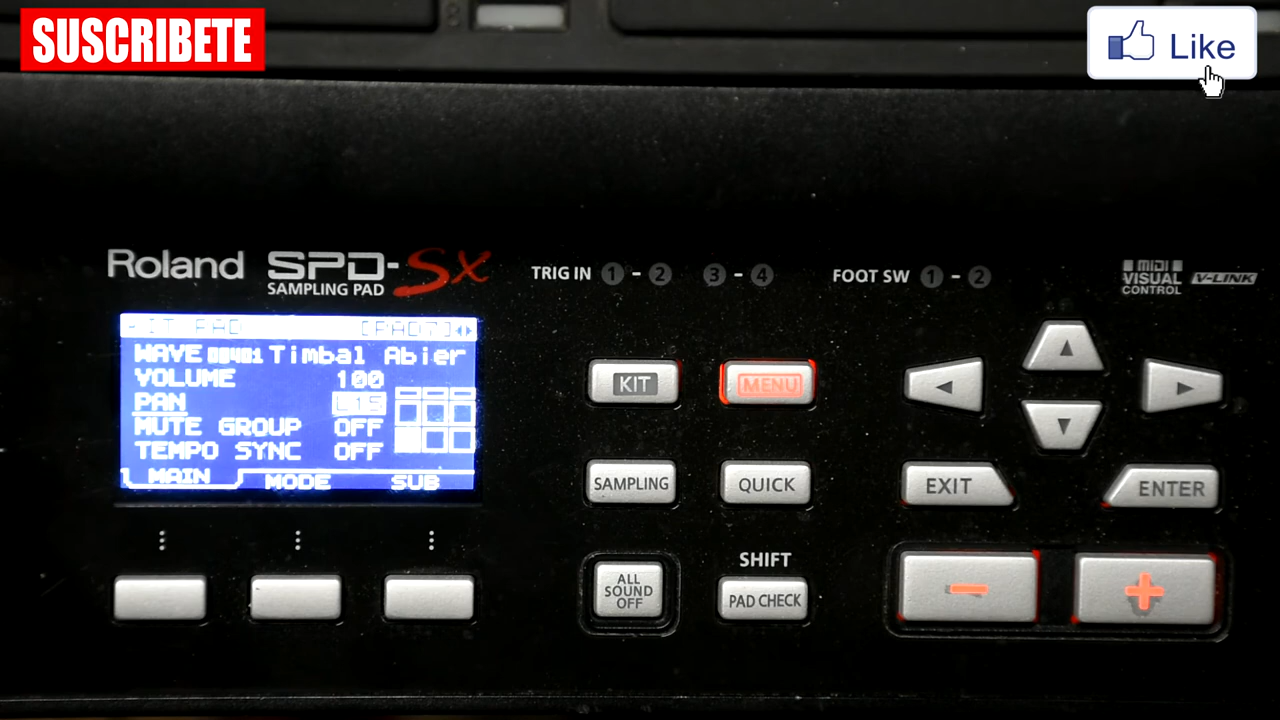 SUSCRIBETE
Like
Roland SPD-SX
SAMPLING PAD
TRIG IN 1 - 2 3 - 4
FOOT SW 1 - 2
MIDI
VISUAL
CONTROL
V-LINK
KIT PAD [PAD7]
WAVE 00401 Timbal Abier
VOLUME 100
PAN L15
MUTE GROUP OFF
TEMPO SYNC OFF
MAIN MODE SUB
KIT
MENU
SAMPLING
QUICK
EXIT
ENTER
ALL
SOUND
OFF
SHIFT
PAD CHECK
-
+